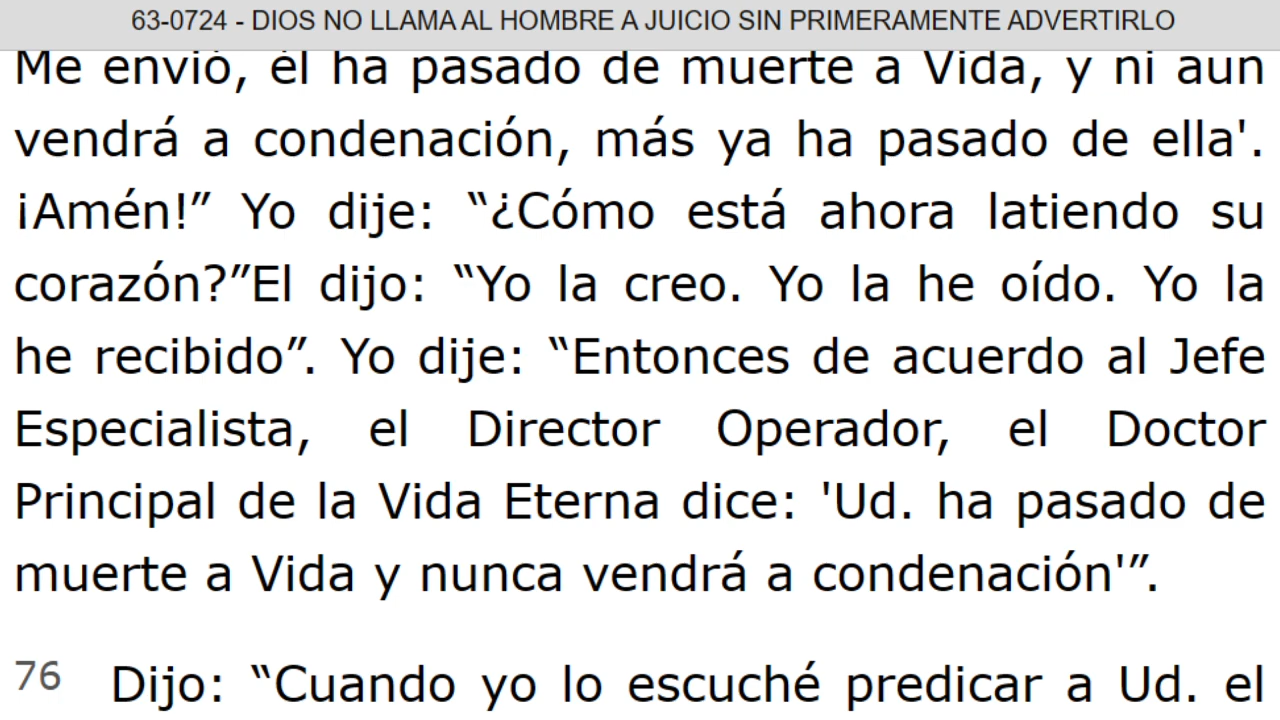 63-0724 - DIOS NO LLAMA AL HOMBRE A JUICIO SIN PRIMERAMENTE ADVERTIRLO
Me envió, él ha pasado de muerte a Vida, y ni aun
vendrá a condenación, más ya ha pasado de ella'.
¡Amén!” Yo dije: “¿Cómo está ahora latiendo su
corazón?”El dijo: “Yo la creo. Yo la he oído. Yo la
he recibido”. Yo dije: “Entonces de acuerdo al Jefe
Especialista, el Director Operador, el Doctor
Principal de la Vida Eterna dice: 'Ud. ha pasado de
muerte a Vida y nunca vendrá a condenación'”.
76 Dijo: “Cuando yo lo escuché predicar a Ud. el